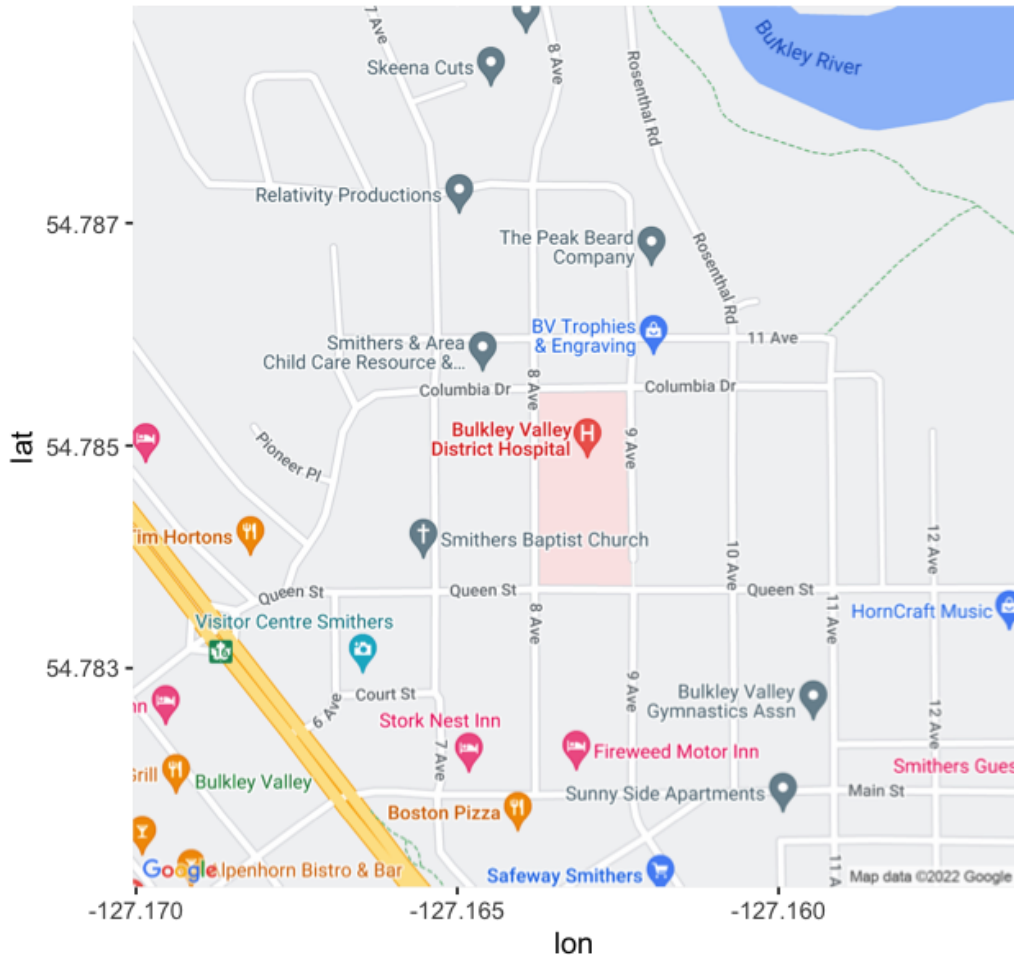 7 Ave
8 Ave
Rosenthal Rd
Bulkley River
Skeena Cuts
Relativity Productions
54.787
The Peak Beard
Company
Rosenthal Rd
BV Trophies
& Engraving
11 Ave
Smithers & Area
Child Care Resource &...
Columbia Dr
8 Ave
Columbia Dr
Bulkley Valley
District Hospital
H
9 Ave
54.785
lat
Pioneer Pl
Tim Hortons
Smithers Baptist Church
10 Ave
12 Ave
Queen St
Queen St
Queen St
HornCraft Music
Visitor Centre Smithers
8 Ave
11 Ave
16
54.783
Court St
6 Ave
9 Ave
Bulkley Valley
Gymnastics Assn
12 Ave
nn
Stork Nest Inn
7 Ave
Fireweed Motor Inn
Smithers Gues
Grill
Bulkley Valley
Sunny Side Apartments
Main St
Boston Pizza
Google
Alpenhorn Bistro & Bar
Safeway Smithers
11 A
Map data ©2022 Google
-127.170
-127.165
-127.160
lon